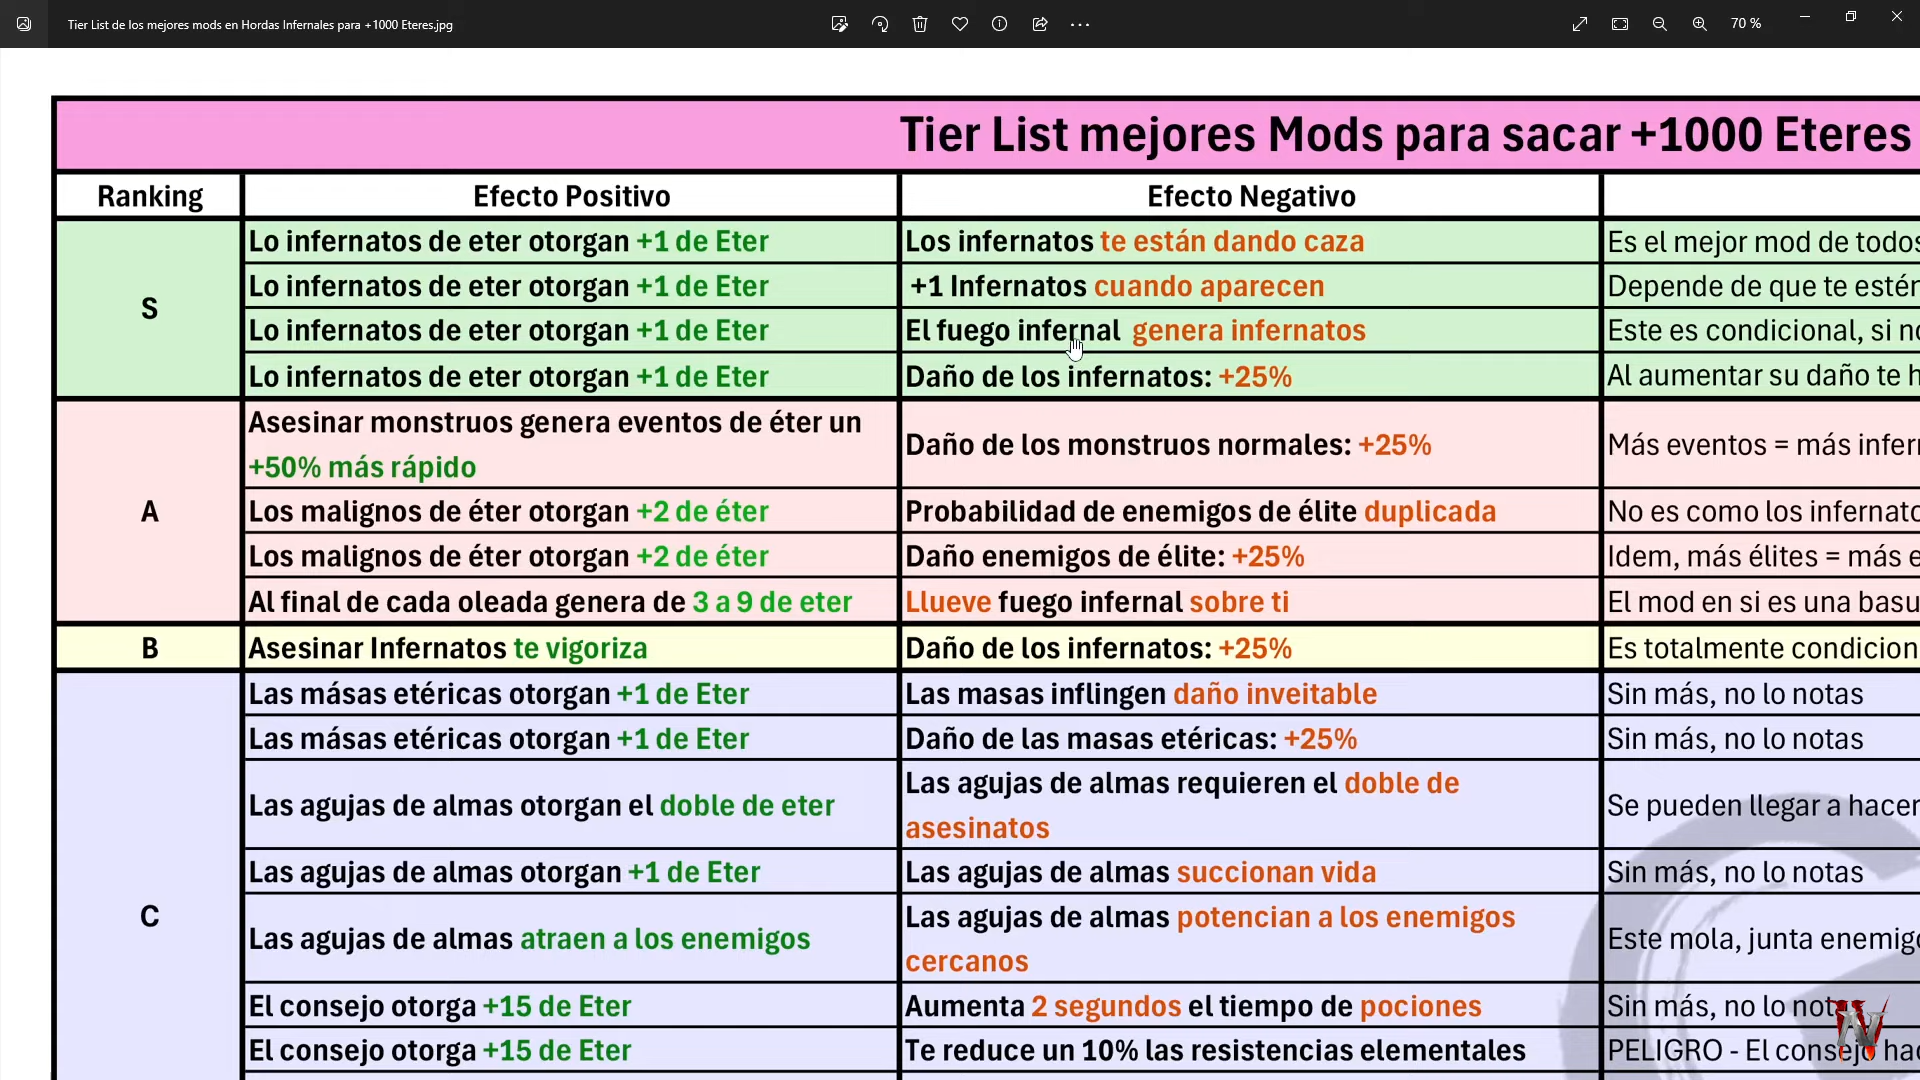 Tier List de los mejores mods en Hordas Infernales para +1000 Eteres.jpg
70 %
Tier List mejores Mods para sacar +1000 Eteres
Ranking Efecto Positivo Efecto Negativo
S
Lo infernatos de eter otorgan +1 de Eter Los infernatos te están dando caza Es el mejor mod de todos
Lo infernatos de eter otorgan +1 de Eter +1 Infernatos cuando aparecen Depende de que te estén
Lo infernatos de eter otorgan +1 de Eter El fuego infernal genera infernatos Este es condicional, si no
Lo infernatos de eter otorgan +1 de Eter Daño de los infernatos: +25% Al aumentar su daño te h
A
Asesinar monstruos genera eventos de éter un
+50% más rápido
Daño de los monstruos normales: +25% Más eventos = más infern
Los malignos de éter otorgan +2 de éter Probabilidad de enemigos de élite duplicada No es como los infernato
Los malignos de éter otorgan +2 de éter Daño enemigos de élite: +25% Idem, más élites = más e
Al final de cada oleada genera de 3 a 9 de eter Llueve fuego infernal sobre ti El mod en si es una basu
B Asesinar Infernatos te vigoriza Daño de los infernatos: +25% Es totalmente condicion
C
Las másas etéricas otorgan +1 de Eter Las masas inflingen daño inveitable Sin más, no lo notas
Las másas etéricas otorgan +1 de Eter Daño de las masas etéricas: +25% Sin más, no lo notas
Las agujas de almas otorgan el doble de eter
Las agujas de almas requieren el doble de
asesinatos
Se pueden llegar a hacer
Las agujas de almas otorgan +1 de Eter Las agujas de almas succionan vida Sin más, no lo notas
Las agujas de almas atraen a los enemigos
Las agujas de almas potencian a los enemigos
cercanos
Este mola, junta enemigo
El consejo otorga +15 de Eter Aumenta 2 segundos el tiempo de pociones Sin más, no lo notas
El consejo otorga +15 de Eter Te reduce un 10% las resistencias elementales PELIGRO - El consejo hac